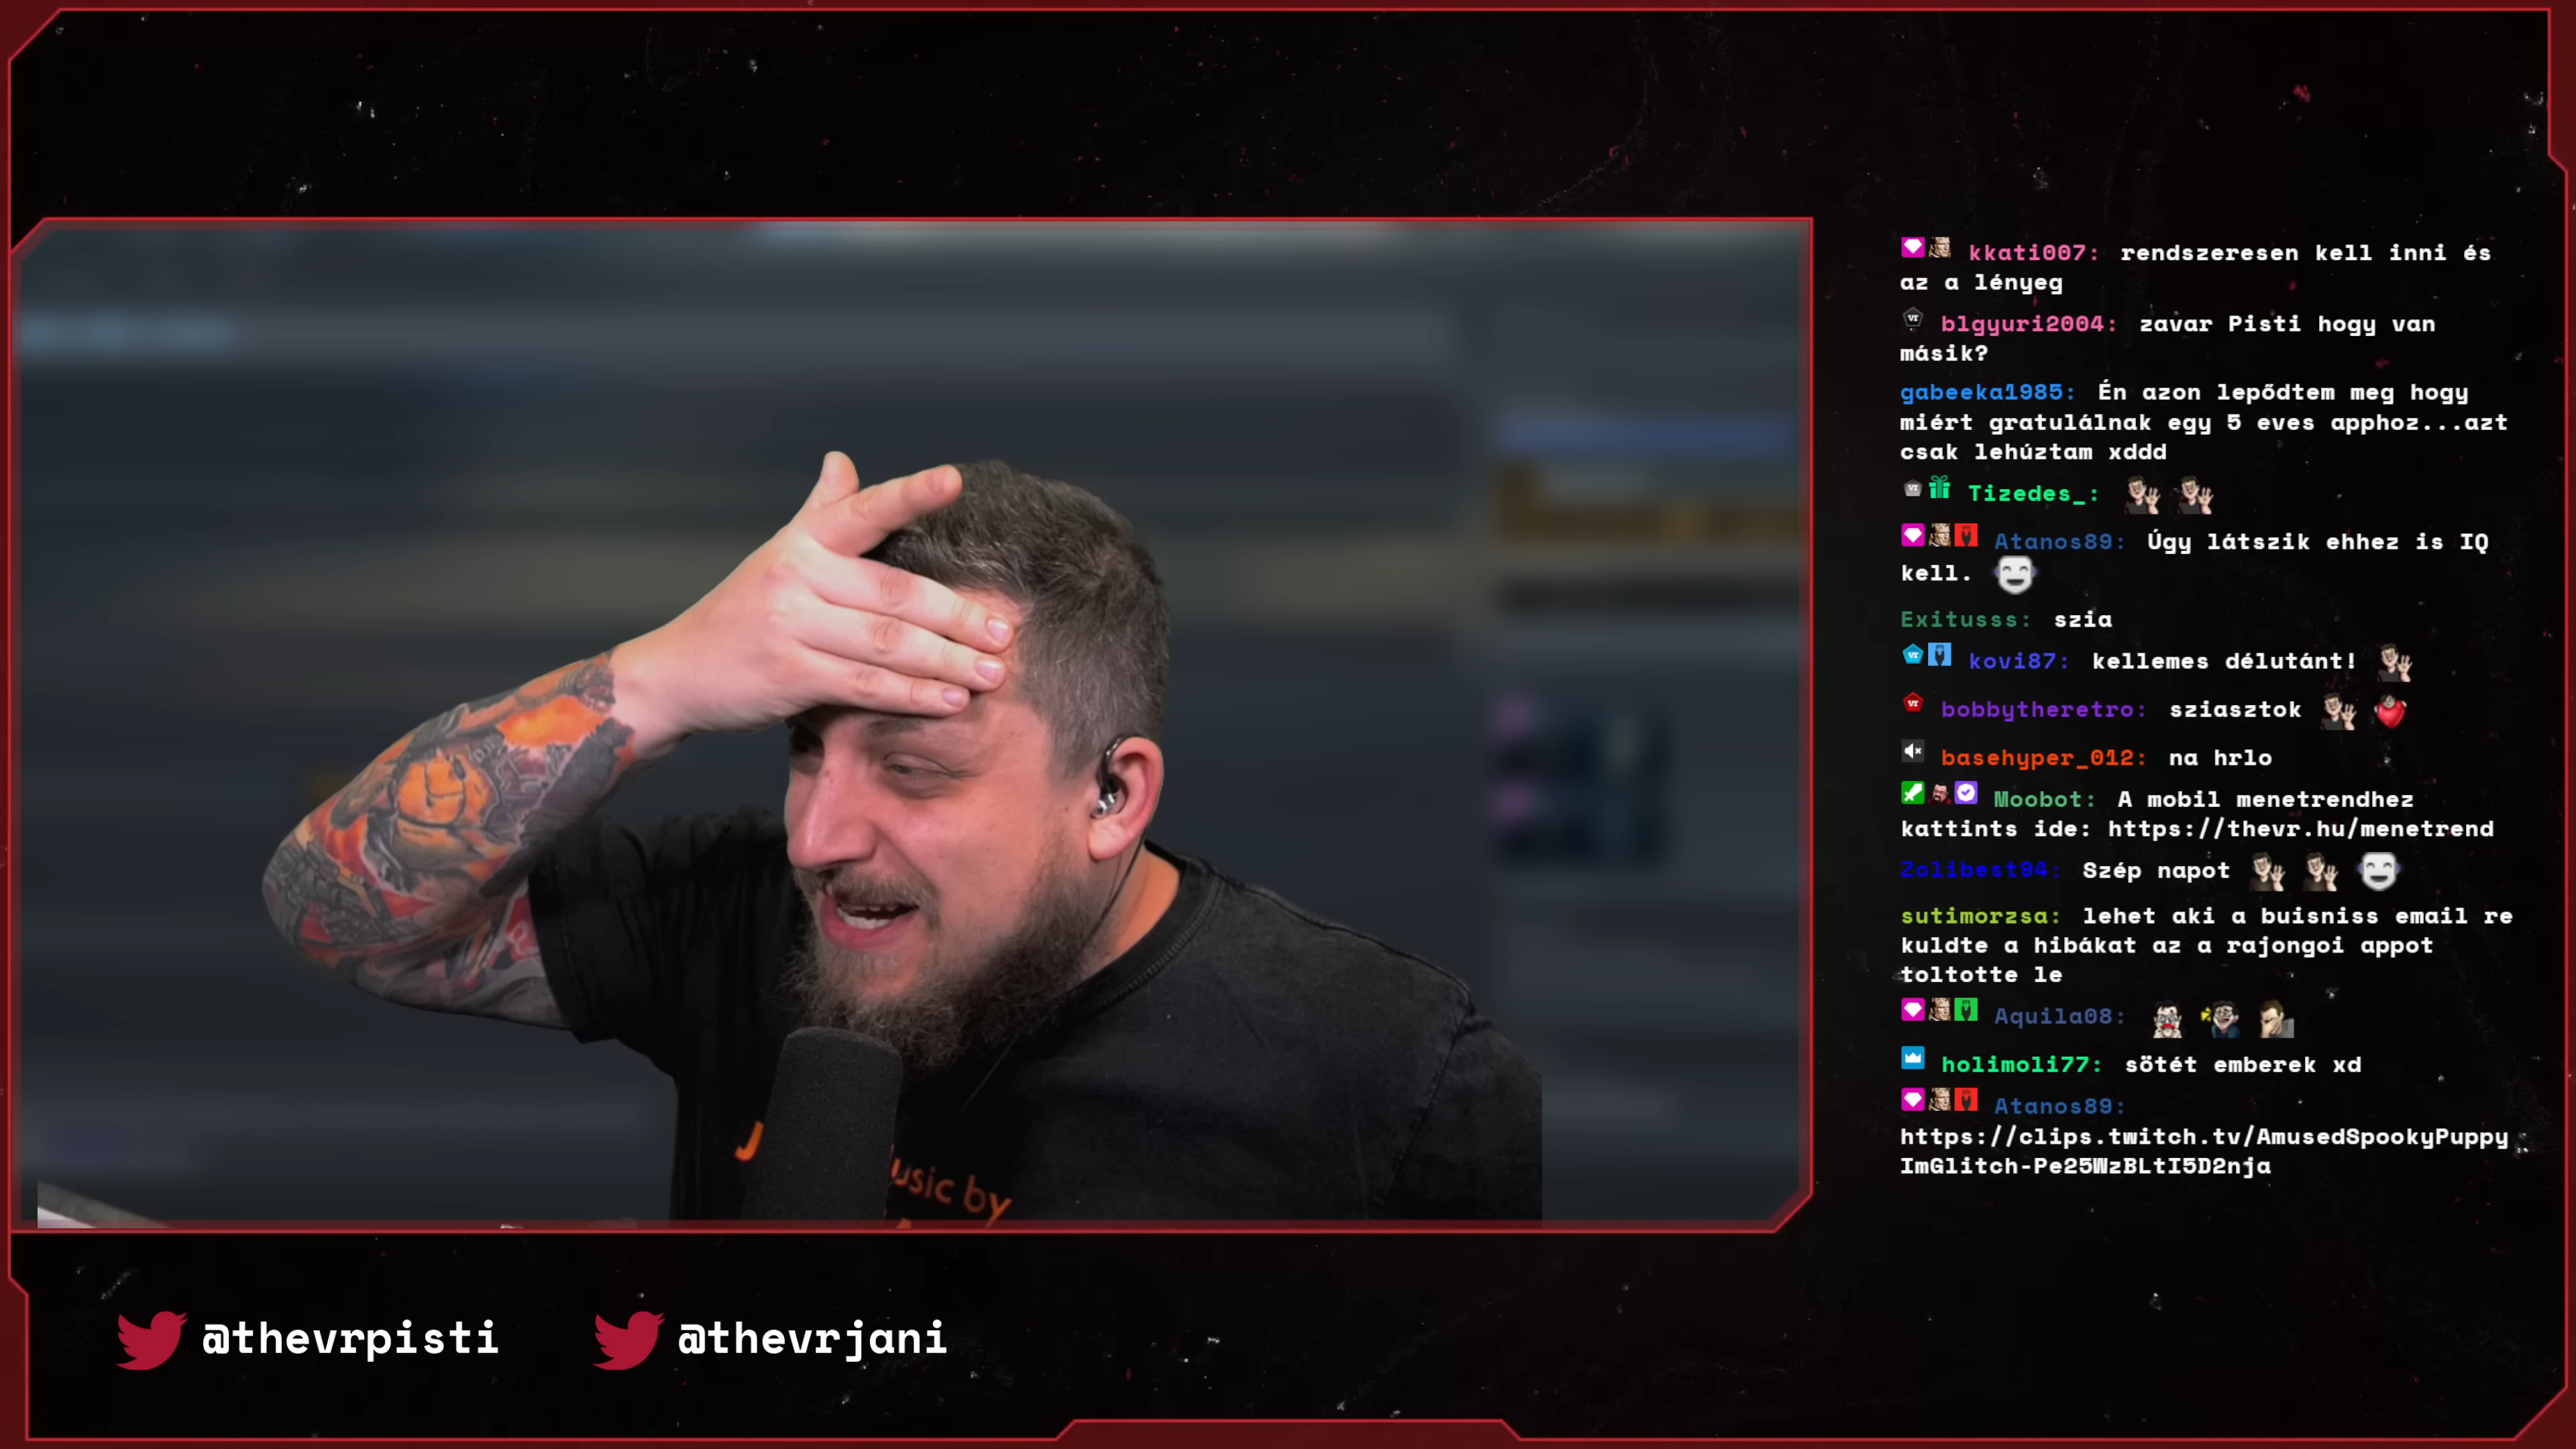 kkati007: rendszeresen kell inni és
az a lényeg
blgyuri2004: zavar Pisti hogy van
másik?
gabeeka1985: Én azon lepődtem meg hogy
miért gratulálnak egy 5 eves apphoz...azt
csak lehúztam xddd
Tizedes_:
Atanos89: Úgy látszik ehhez is IQ
kell.
Exitusss: szia
kovi87: kellemes délutánt!
bobbytheretro: sziasztok
basehyper_012: na hrlo
Moobot: A mobil menetrendhez
kattints ide: https://thevr.hu/menetrend
Zolibest94: Szép napot
sutimorzsa: lehet aki a buisniss email re
kuldte a hibákat az a rajongoi appot
toltotte le
Aquila08:
holimoli77: sötét emberek xd
Atanos89:
https://clips.twitch.tv/AmusedSpookyPuppy
ImGlitch-Pe25WzBLtI5D2nja
by
@thevrpisti @thevrjani